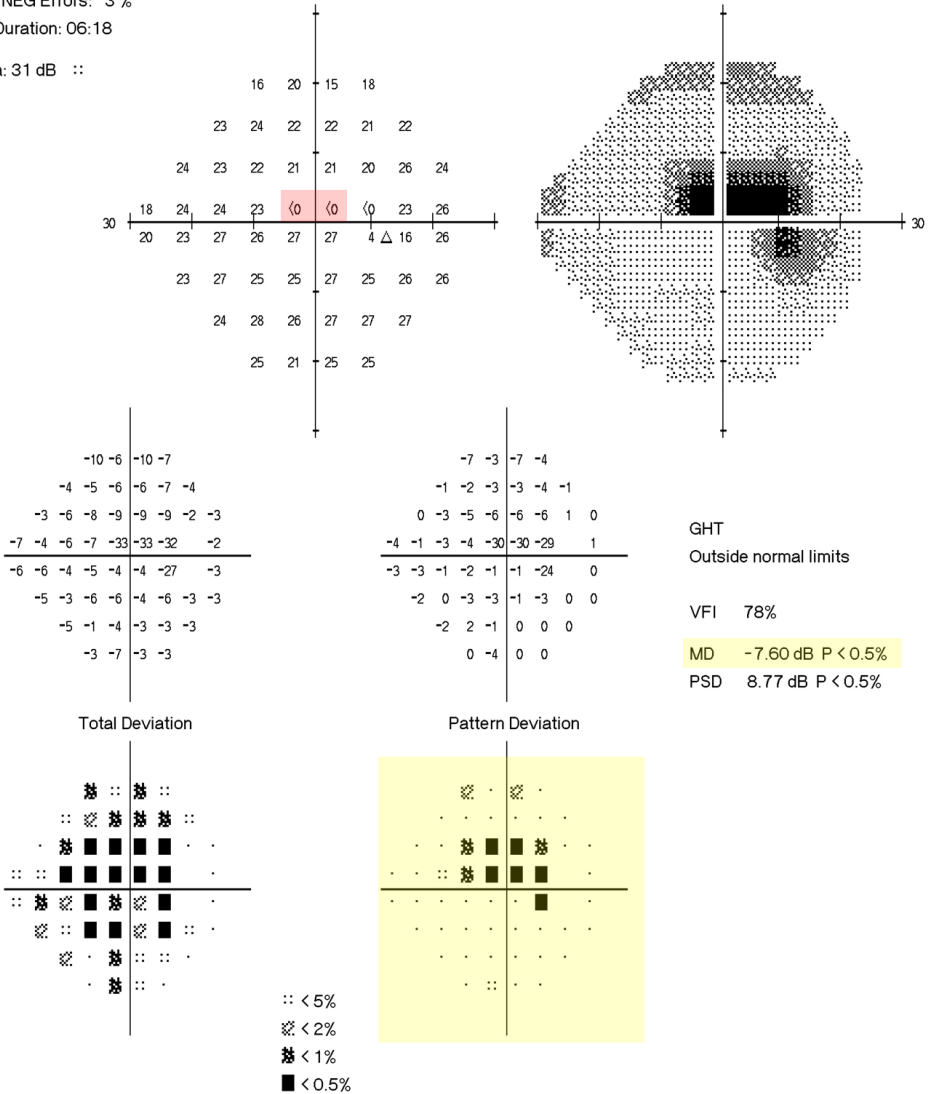 NEG Errors: 3 %
Duration: 06:18
a: 31 dB ::
16 20 15 18
23 24 22 22 21 22
24 23 22 21 21 20 26 24
18 24 24 23 <0 <0 <0 23 26
30 30
20 23 27 26 27 27 4 △ 16 26
23 27 25 25 27 25 26 26
24 28 26 27 27 27
25 21 25 25
-10 -6 -10 -7
-4 -5 -6 -6 -7 -4
-3 -6 -8 -9 -9 -9 -2 -3
-7 -4 -6 -7 -33 -33 -32 -2
-6 -6 -4 -5 -4 -4 -27 -3
-5 -3 -6 -6 -4 -6 -3 -3
-5 -1 -4 -3 -3 -3
-3 -7 -3 -3
Total Deviation
-7 -3 -7 -4
-1 -2 -3 -3 -4 -1
0 -3 -5 -6 -6 -6 1 0
-4 -1 -3 -4 -30 -30 -29 1
-3 -3 -1 -2 -1 -1 -24 0
-2 0 -3 -3 -1 -3 0 0
-2 2 -1 0 0 0
0 -4 0 0
Pattern Deviation
GHT
Outside normal limits
VFI 78%
MD -7.60 dB P < 0.5%
PSD 8.77 dB P < 0.5%
:: < 5%
< 2%
< 1%
< 0.5%